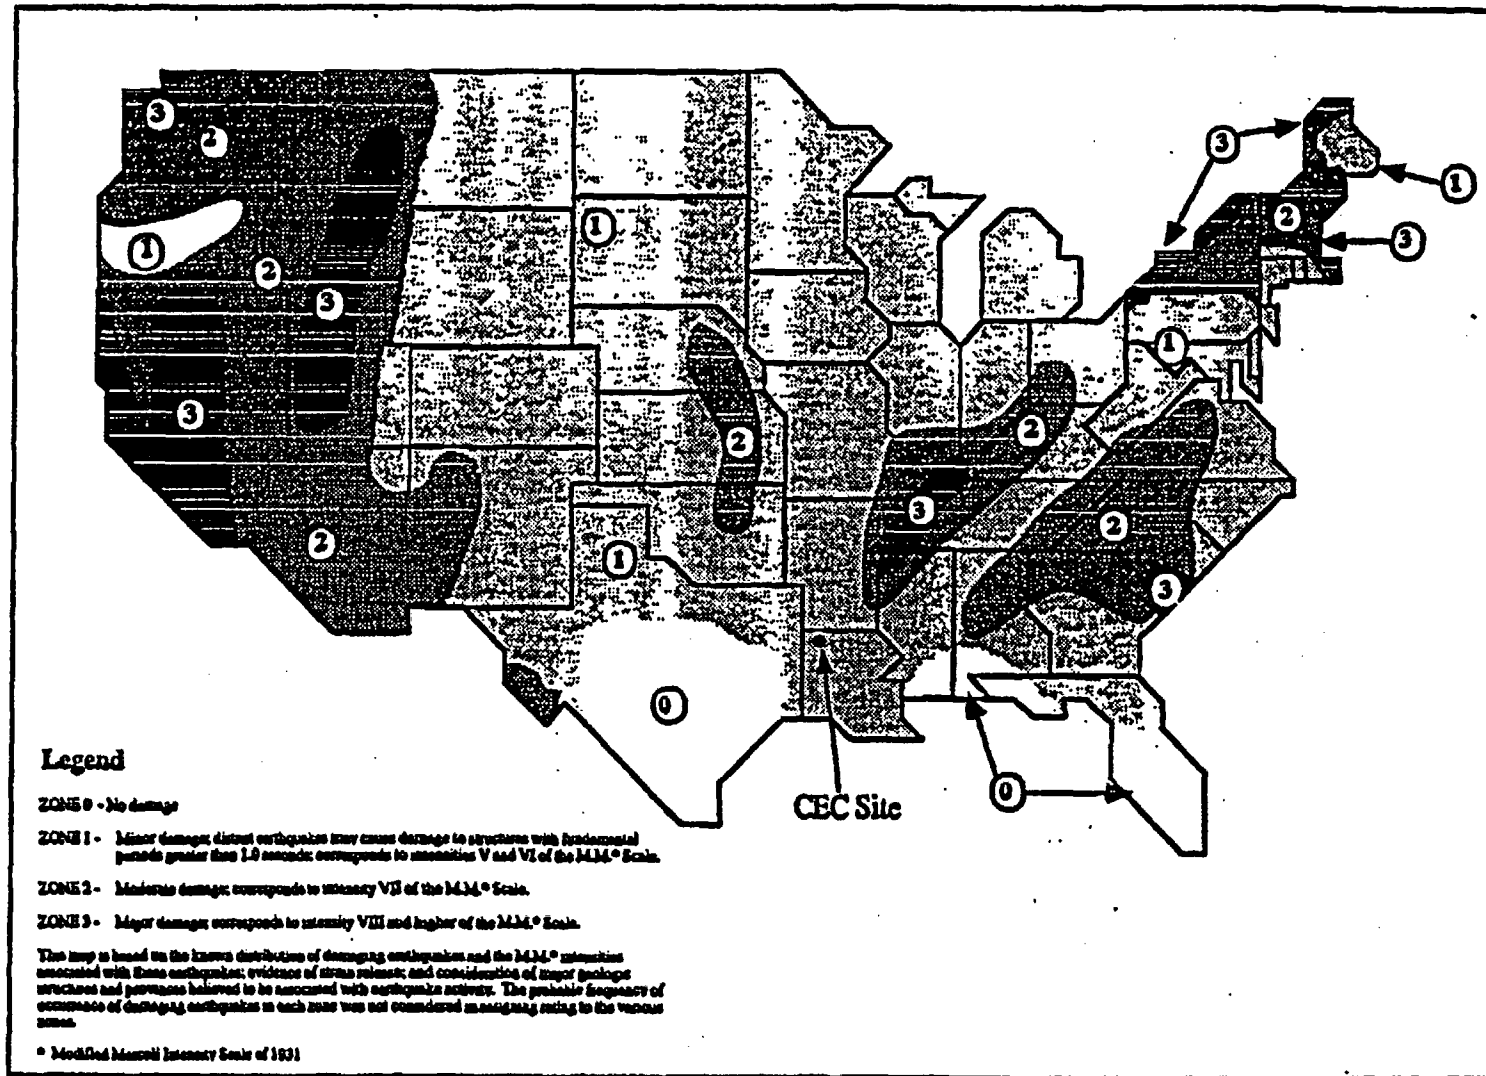 3
2
3
1
1
2
3
1
2
3
1
3
2
2
3
2
1
3
2
3
0
0
CEC Site
Legend
ZONE 0 - No damage
ZONE 1 - Minor damage; distant earthquakes may cause damage to structures with fundamental
periods greater than 1.0 seconds; corresponds to intensities V and VI of the M.M.* Scale.
ZONE 2 - Moderate damage; corresponds to intensity VII of the M.M.* Scale.
ZONE 3 - Major damage; corresponds to intensity VIII and higher of the M.M.* Scale.
This map is based on the known distribution of damaging earthquakes and the M.M.* intensities
associated with these earthquakes; evidence of strain release; and consideration of major geologic
structures and provinces believed to be associated with earthquake activity. The probable frequency of
occurrence of damaging earthquakes in each zone was not considered in assigning rating to the various
zones.
* Modified Mercalli Intensity Scale of 1931